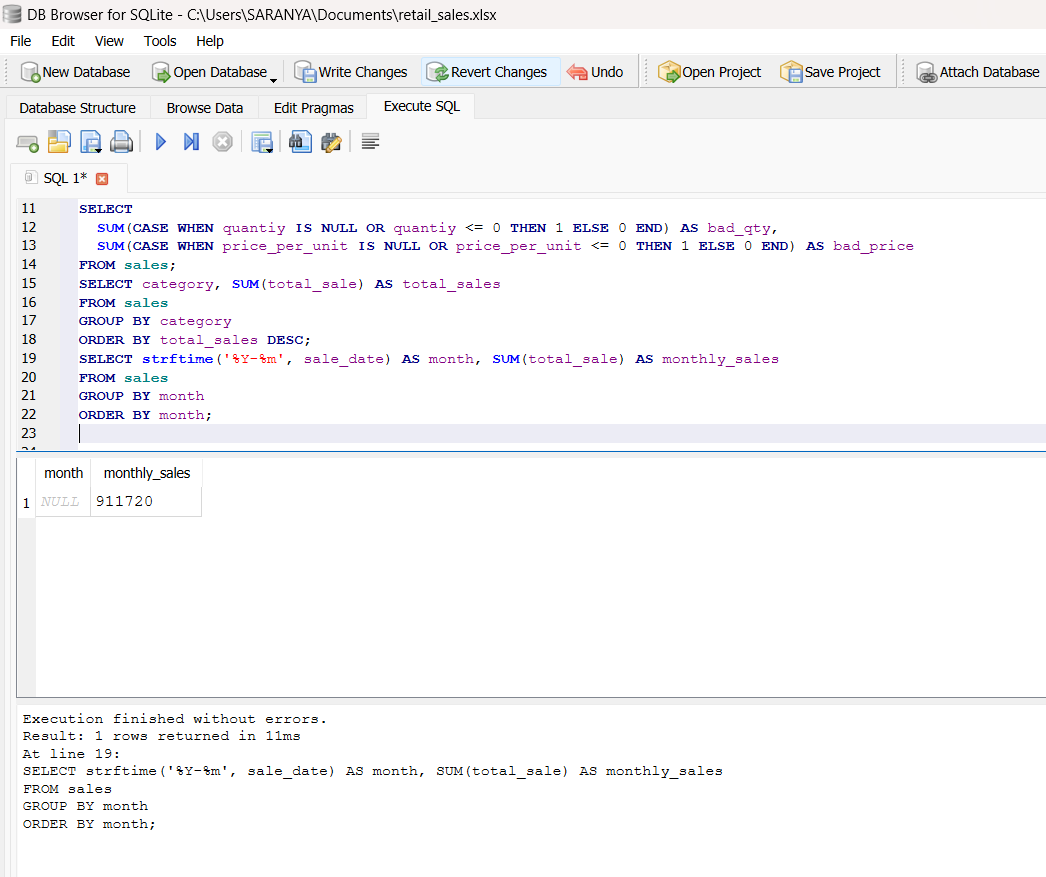 DB Browser for SQLite - C:\Users\SARANYA\Documents\retail_sales.xlsx
File Edit View Tools Help
New Database Open Database Write Changes Revert Changes Undo Open Project Save Project Attach Database
Database Structure Browse Data Edit Pragmas Execute SQL
SQL 1*
11 SELECT
12 SUM(CASE WHEN quantiy IS NULL OR quantiy <= 0 THEN 1 ELSE 0 END) AS bad_qty,
13 SUM(CASE WHEN price_per_unit IS NULL OR price_per_unit <= 0 THEN 1 ELSE 0 END) AS bad_price
14 FROM sales;
15 SELECT category, SUM(total_sale) AS total_sales
16 FROM sales
17 GROUP BY category
18 ORDER BY total_sales DESC;
19 SELECT strftime('%Y-%m', sale_date) AS month, SUM(total_sale) AS monthly_sales
20 FROM sales
21 GROUP BY month
22 ORDER BY month;
23
month monthly_sales
1 NULL 911720
Execution finished without errors.
Result: 1 rows returned in 11ms
At line 19:
SELECT strftime('%Y-%m', sale_date) AS month, SUM(total_sale) AS monthly_sales
FROM sales
GROUP BY month
ORDER BY month;